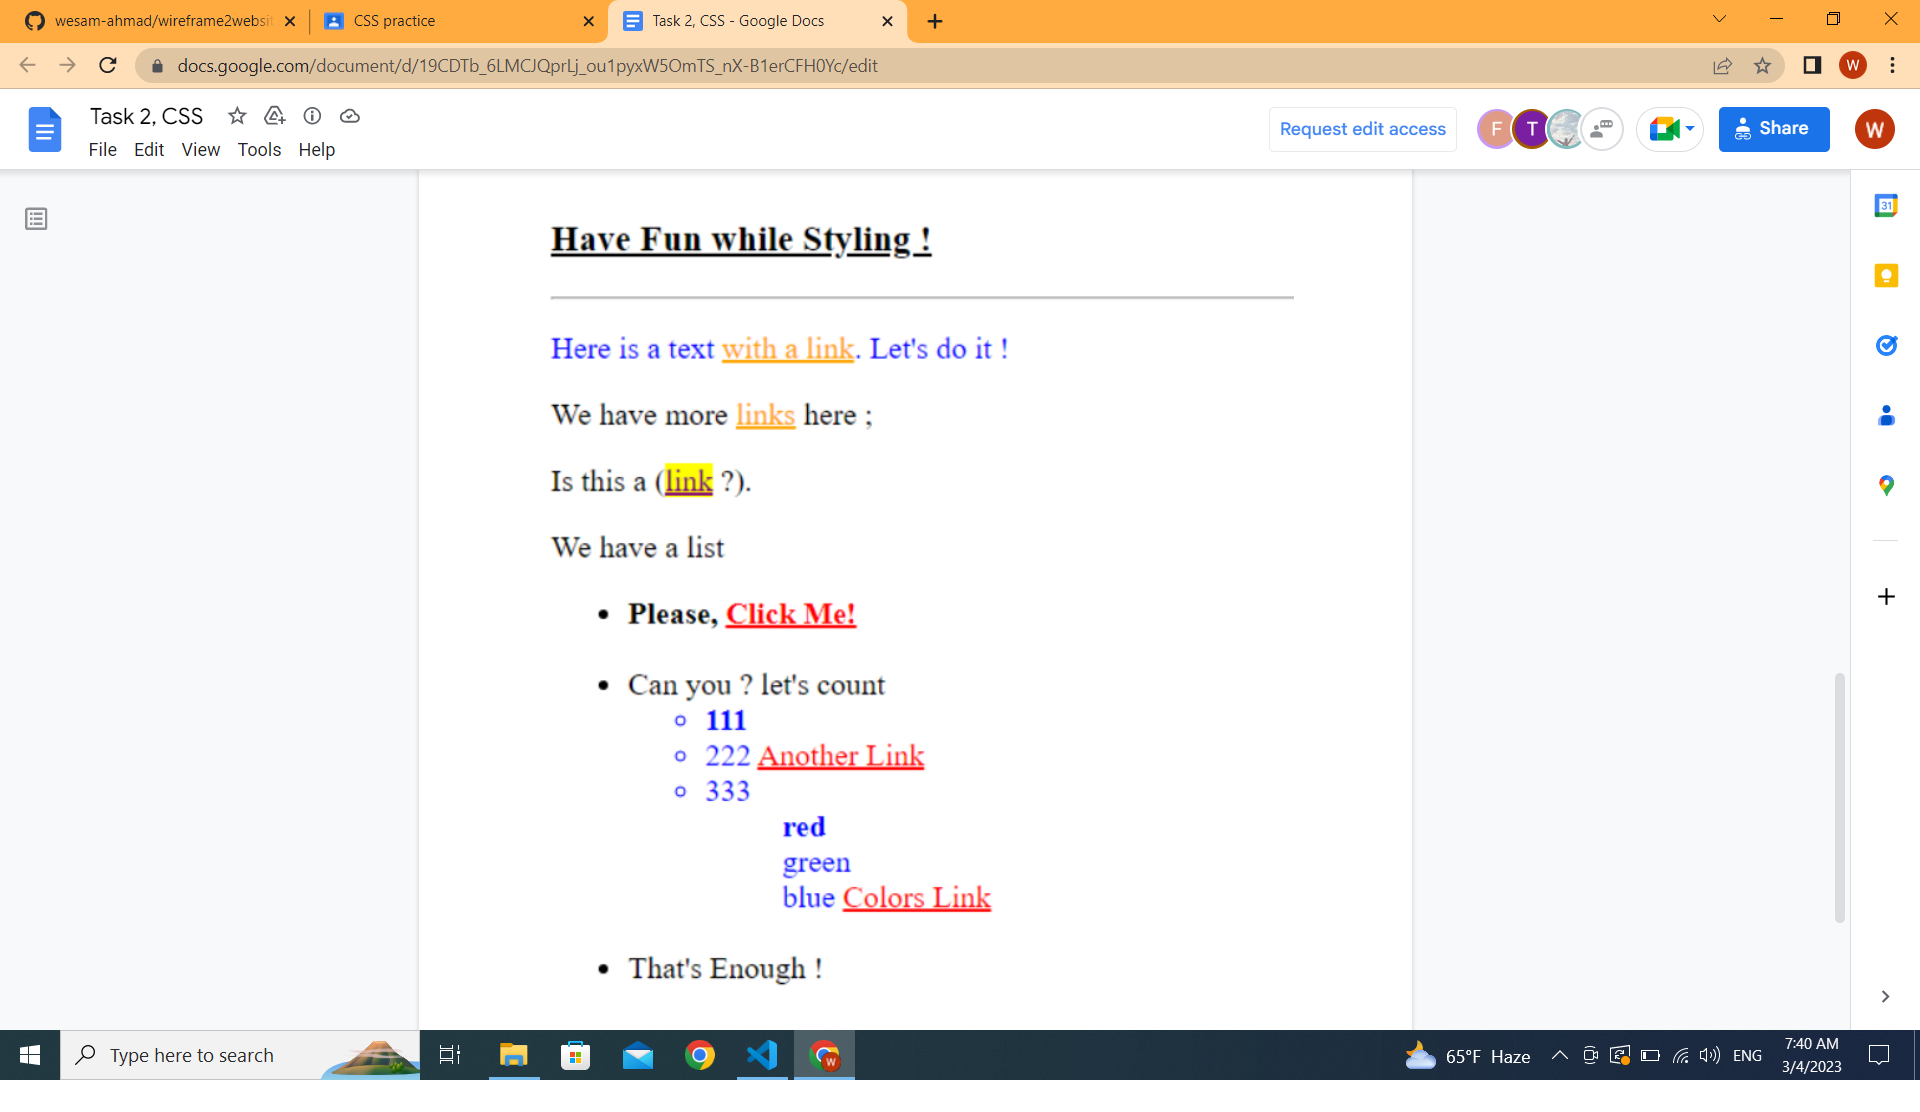 wesam-ahmad/wireframe2websit
CSS practice
Task 2, CSS - Google Docs
docs.google.com/document/d/19CDTb_6LMCJQprLj_ou1pyxW5OmTS_nX-B1erCFH0Yc/edit
W
Task 2, CSS
File Edit View Tools Help
Request edit access
F
T
Share
W
31
Have Fun while Styling !
Here is a text with a link. Let's do it !
We have more links here ;
Is this a (link ?).
We have a list
• Please, Click Me!
• Can you ? let's count
○ 111
○ 222 Another Link
○ 333
red
green
blue Colors Link
• That's Enough !
Type here to search
W
65°F Haze
ENG
7:40 AM
3/4/2023